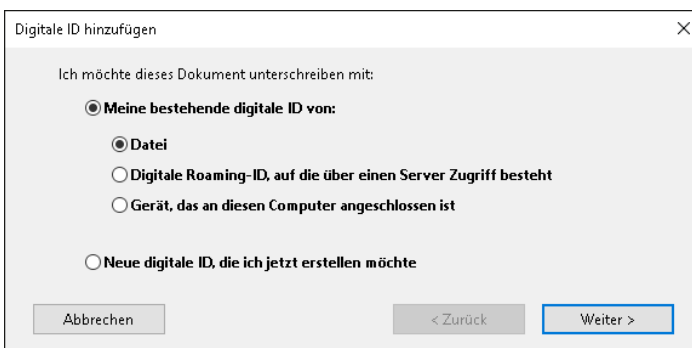 Digitale ID hinzufügen
Ich möchte dieses Dokument unterschreiben mit:
Meine bestehende digitale ID von:
Datei
Digitale Roaming-ID, auf die über einen Server Zugriff besteht
Gerät, das an diesen Computer angeschlossen ist
Neue digitale ID, die ich jetzt erstellen möchte
Abbrechen < Zurück Weiter >